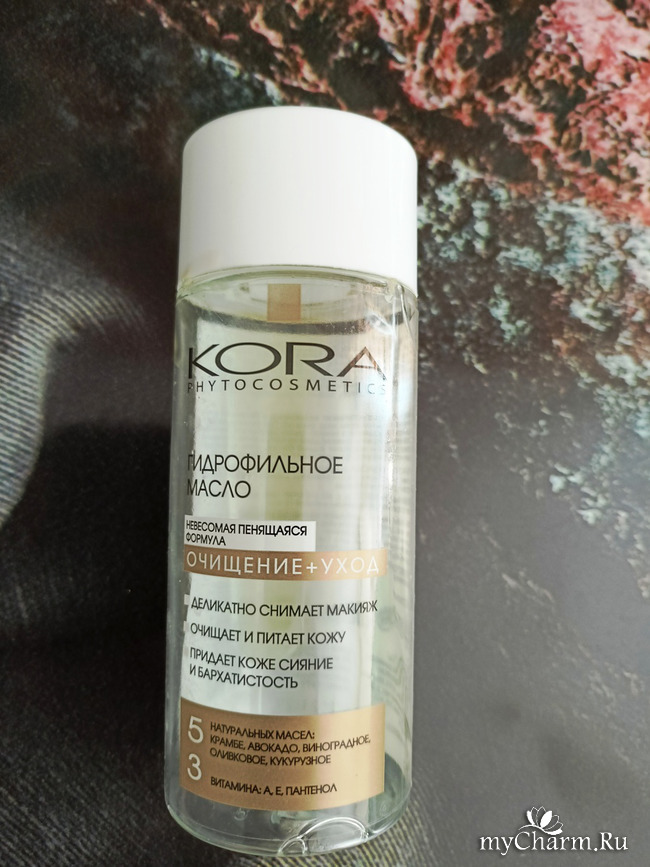 KORA
PHYTOCOSMETICS
ГИДРОФИЛЬНОЕ
МАСЛО
НЕВЕСОМАЯ ПЕНЯЩАЯСЯ
ФОРМУЛА
ОЧИЩЕНИЕ+УХОД
ДЕЛИКАТНО СНИМАЕТ МАКИЯЖ
ОЧИЩАЕТ И ПИТАЕТ КОЖУ
ПРИДАЕТ КОЖЕ СИЯНИЕ
И БАРХАТИСТОСТЬ
5 НАТУРАЛЬНЫХ МАСЕЛ:
КРАМБЕ, АВОКАДО, ВИНОГРАДНОЕ,
ОЛИВКОВОЕ, КУКУРУЗНОЕ
3 ВИТАМИНА: А, Е, ПАНТЕНОЛ
myCharm.Ru